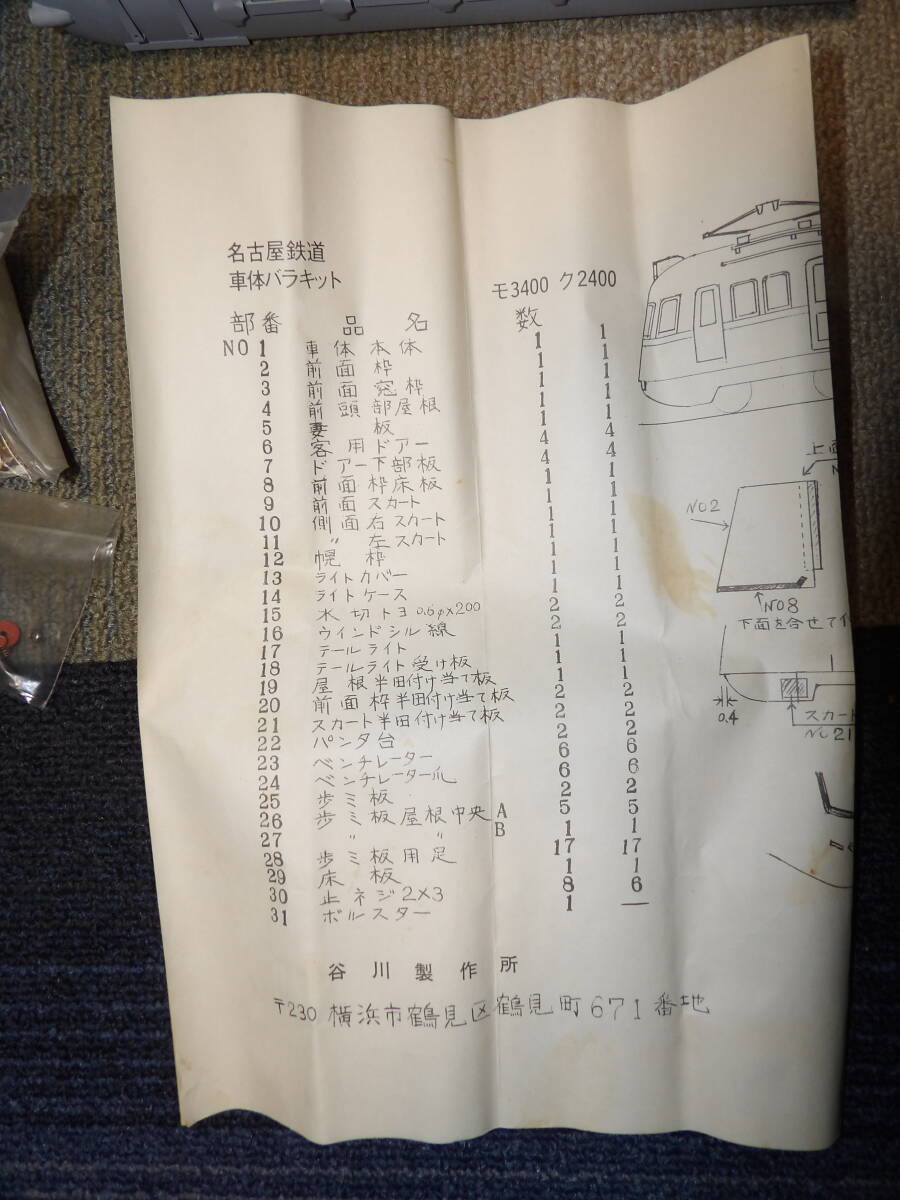 名古屋鉄道
車体バラキット モ3400 ク2400
部番 品名 数
NO 1 車体本体 1 1
2 前面枠 1 1
3 前面窓枠 1 1
4 前頭部屋根 1 1
5 妻板 1 1
6 客用ドアー 4 4
7 ドアー下部板 4 4
8 前面枠床板 1 1
9 前面スカート 1 1
10 側面右スカート 1 1
11 〃左スカート 1 1
12 幌枠 1 1
13 ライトカバー 1 1
14 ライトケース 1 1
15 水切トヨ 0.6φ×200 2 2
16 ウインドシル線 2 2
17 テールライト 1 1
18 テールライト受け板 1 1
19 屋根半田付け当て板 1 1
20 前面枠半田付け当て板 2 2
21 スカート半田付け当て板 2 2
22 パンタ台 2 2
23 ベンチレーター 6 6
24 ベンチレーター爪 6 6
25 歩ミ板 2 2
26 歩ミ板屋根中央 A 5 5
27 〃 〃 B 1 1
28 歩ミ板用足 17 17
29 床板 1 1
30 止ネジ2×3 8 6
31 ボルスター 1 —
谷川製作所
〒230 横浜市鶴見区鶴見町671番地
上面
NO2
NO8
下面を合せてイ
0.4
スカート
NO21